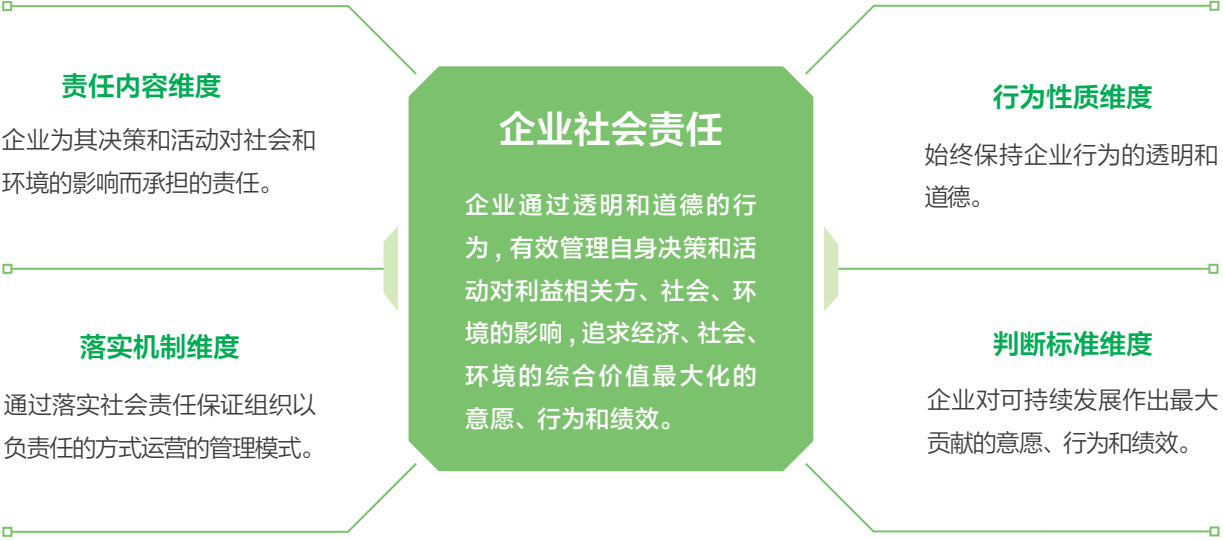 责任内容维度
企业为其决策和活动对社会和
环境的影响而承担的责任。
落实机制维度
通过落实社会责任保证组织以
负责任的方式运营的管理模式。
企业社会责任
企业通过透明和道德的行
为,有效管理自身决策和活
动对利益相关方、社会、环
境的影响,追求经济、社会、
环境的综合价值最大化的
意愿、行为和绩效。
行为性质维度
始终保持企业行为的透明和
道德。
判断标准维度
企业对可持续发展作出最大
贡献的意愿、行为和绩效。